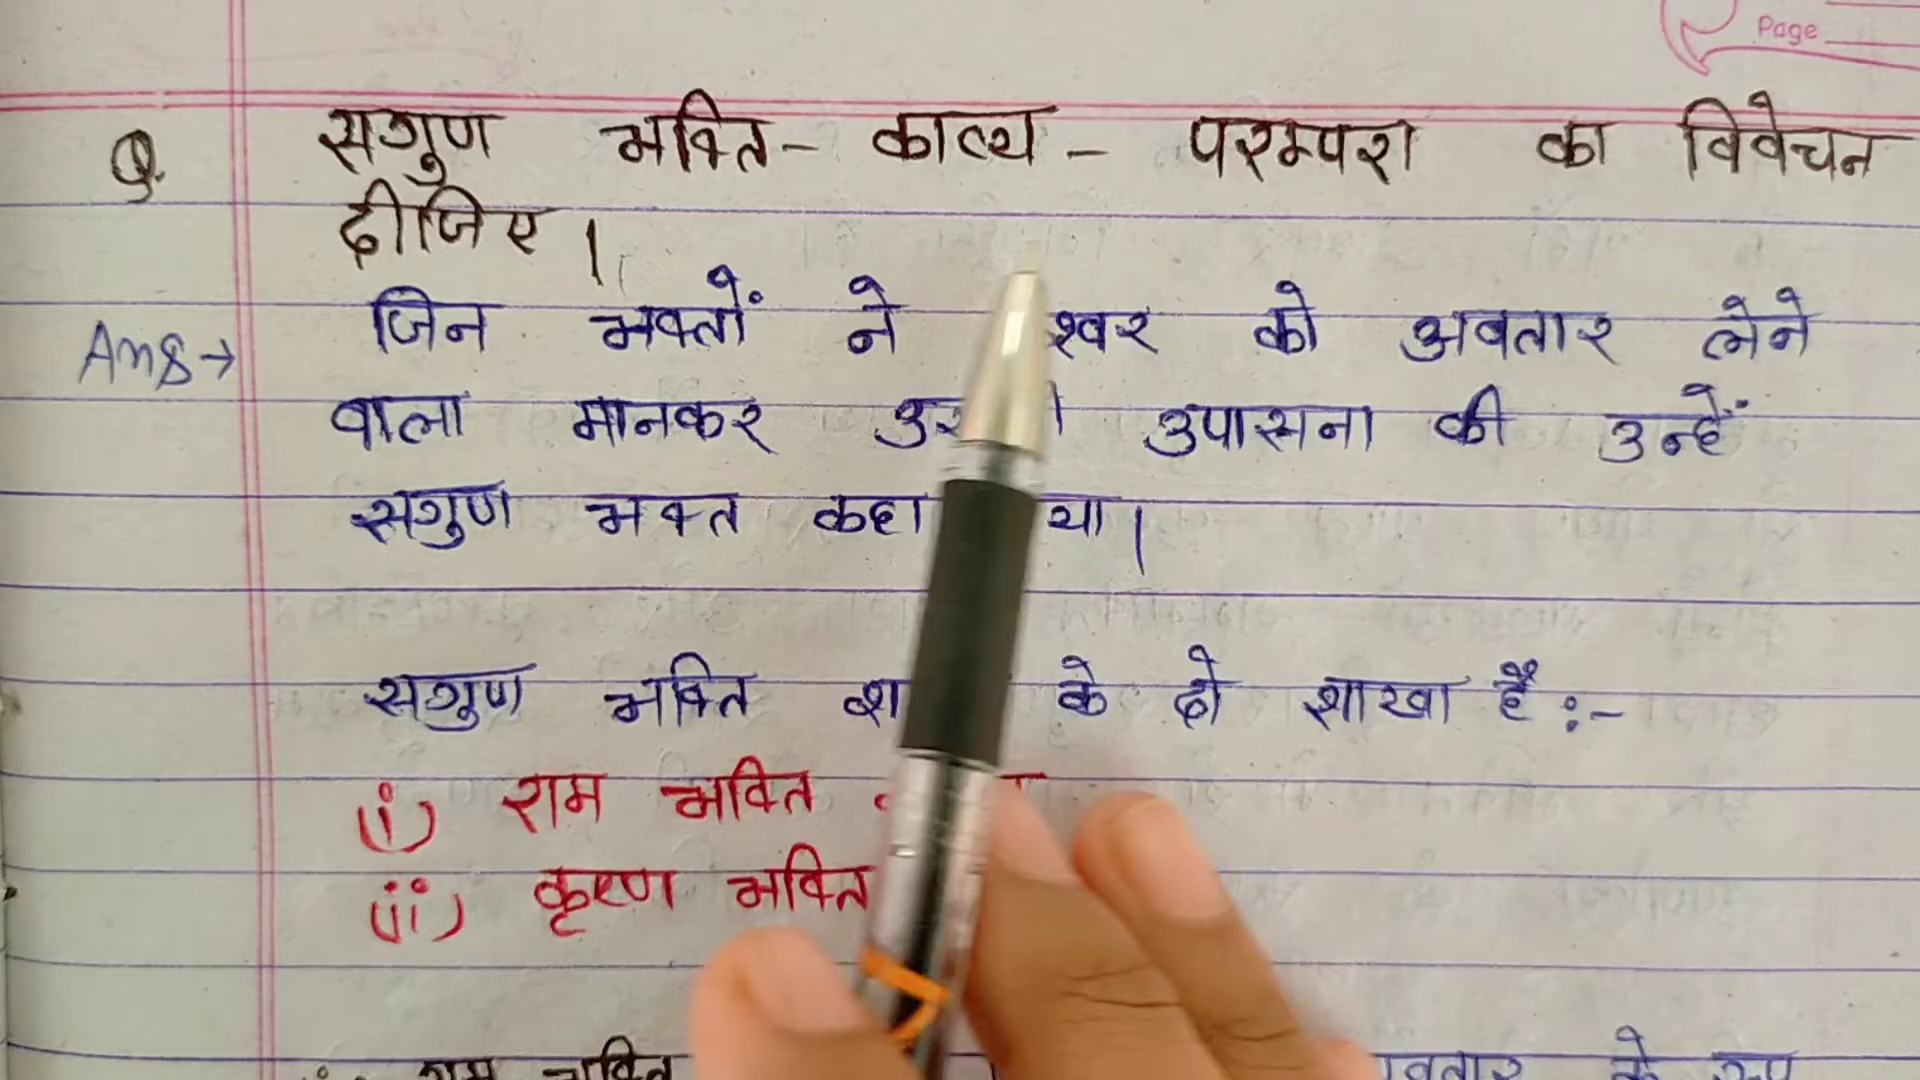 Page
Q. सगुण भक्ति - काव्य - परम्परा का विवेचन
दीजिए।
Ans→ जिन भक्तों ने श्वर को अवतार लेने
वाला मानकर उपासना की उन्हें
सगुण भक्त कहा या।
सगुण भक्ति के दो शाखा है :-
(i) राम भक्ति
(ii) कृष्ण भक्ति
राम भक्ति के रूप